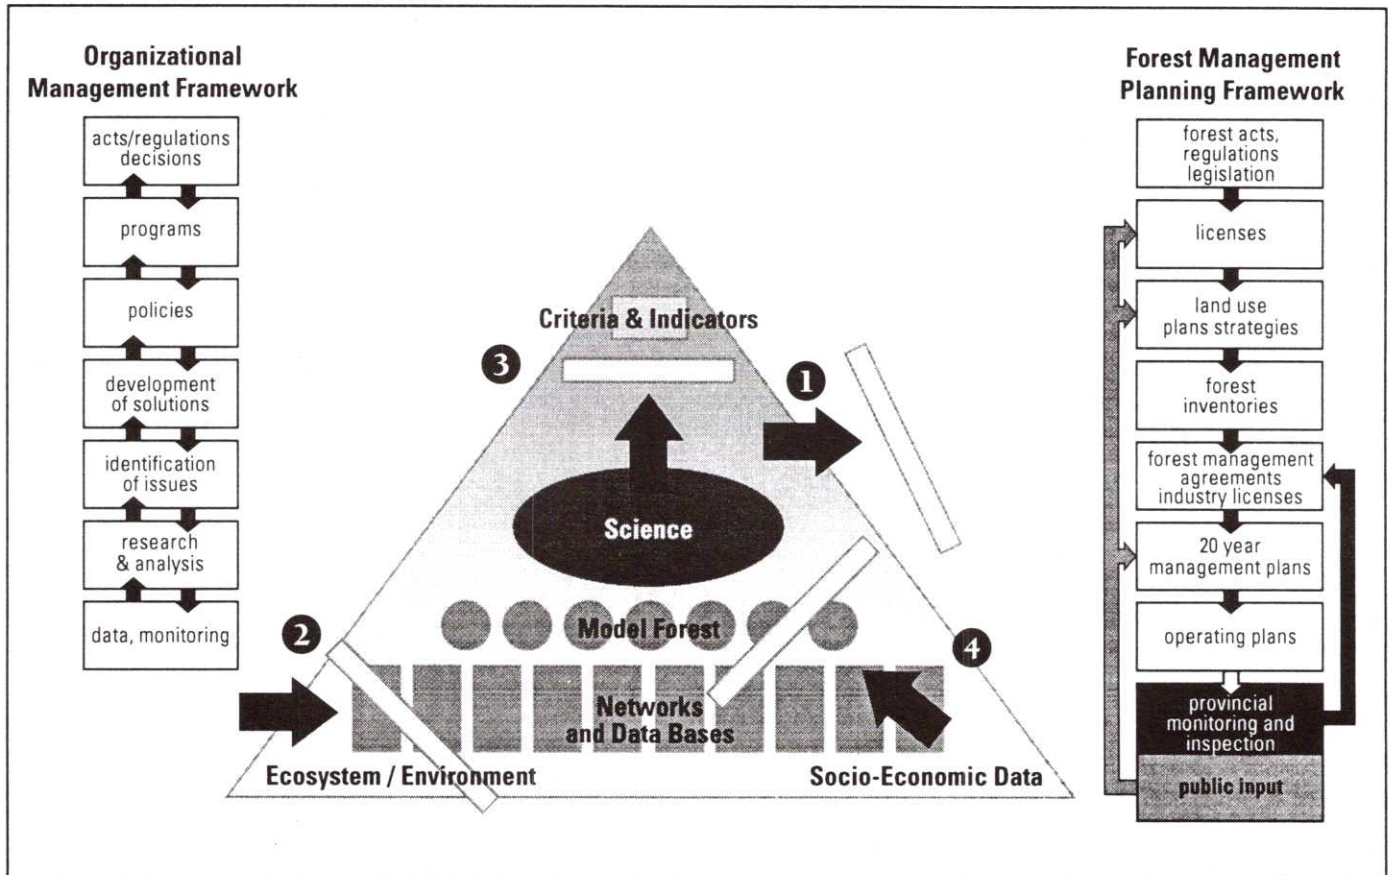 Organizational
Management Framework
acts/regulations
decisions
programs
policies
development
of solutions
identification
of issues
research
& analysis
data, monitoring
Criteria & Indicators
3
1
Science
2
Model Forest
4
Networks
and Data Bases
Ecosystem / Environment
Socio-Economic Data
Forest Management
Planning Framework
forest acts,
regulations
legislation
licenses
land use
plans strategies
forest
inventories
forest management
agreements
industry licenses
20 year
management plans
operating plans
provincial
monitoring and
inspection
public input